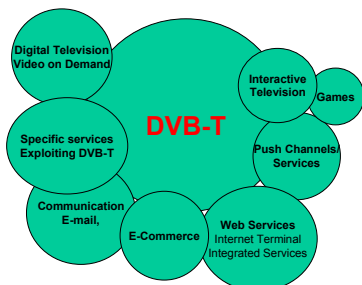 Digital Television
Video on Demand
DVB-T
Interactive
Television
Games
Specific services
Exploiting DVB-T
Push Channels/
Services
Communication
E-mail,
E-Commerce
Web Services
Internet Terminal
Integrated Services